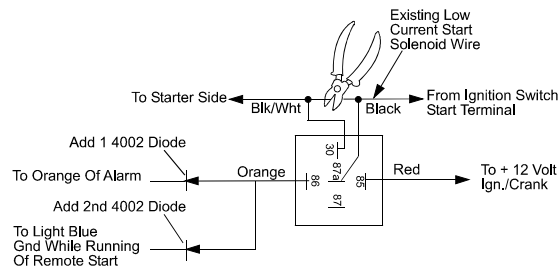 Existing Low
Current Start
Solenoid Wire
To Starter Side
Blk/Wht
Black
From Ignition Switch
Start Terminal
Add 1 4002 Diode
To Orange Of Alarm
Orange
30
87a
86
85
87
Red
To + 12 Volt
Ign./Crank
Add 2nd 4002 Diode
To Light Blue
Gnd While Running
Of Remote Start